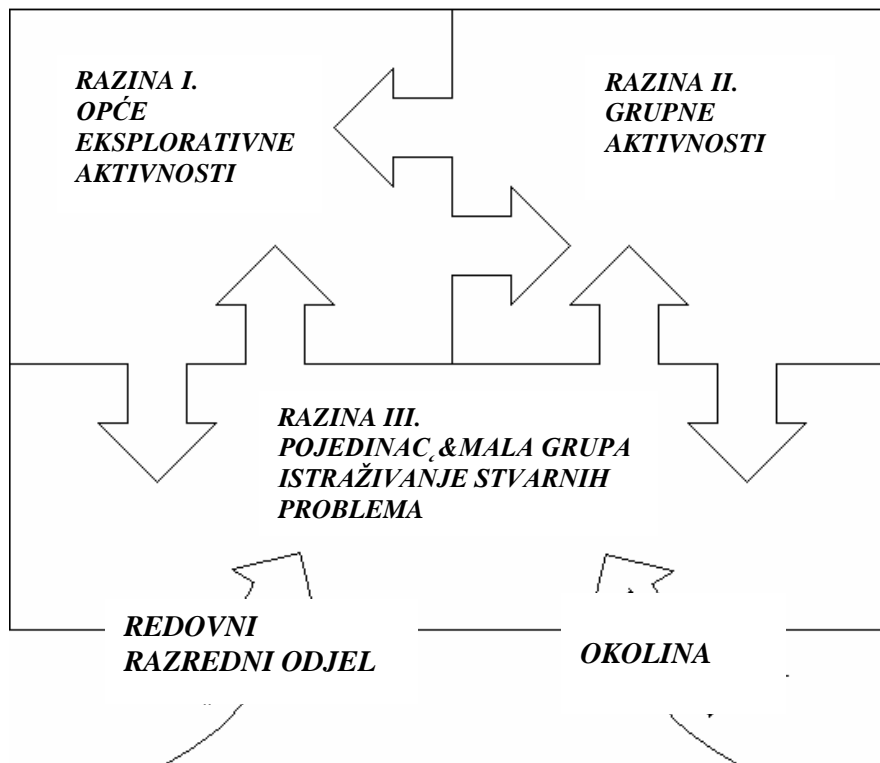 RAZINA I.
OPĆE
EKSPLORATIVNE
AKTIVNOSTI
RAZINA II.
GRUPNE
AKTIVNOSTI
RAZINA III.
POJEDINAC¸&MALA GRUPA
ISTRAŽIVANJE STVARNIH
PROBLEMA
REDOVNI
RAZREDNI ODJEL
OKOLINA